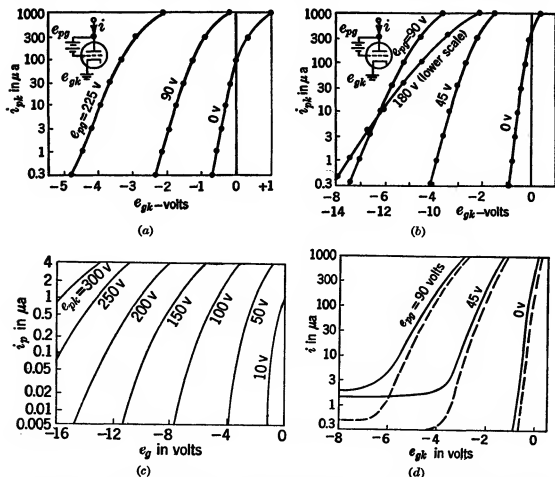 1000
300
100
30
10
3
1
0.3
i_pk in μa
e_pg
i
e_gk
e_pg=225 v
90 v
0 v
-5
-4
-3
-2
-1
0
+1
e_gk-volts
(a)
1000
300
100
30
10
3
1
0.3
i_pk in μa
e_pg
i
e_gk
e_pg=90 v
180 v (lower scale)
45 v
0 v
-8
-6
-4
-2
0
-14
-12
-10
e_gk-volts
(b)
4
2
1
0.5
0.1
0.05
0.01
0.005
i_p in μa
e_pk=300 v
250 v
200 v
150 v
100 v
50 v
10 v
-16
-12
-8
-4
0
e_g in volts
(c)
1000
300
100
30
10
3
1
0.3
i in μa
e_pg=90 volts
45 v
0 v
-8
-6
-4
-2
0
e_gk in volts
(d)